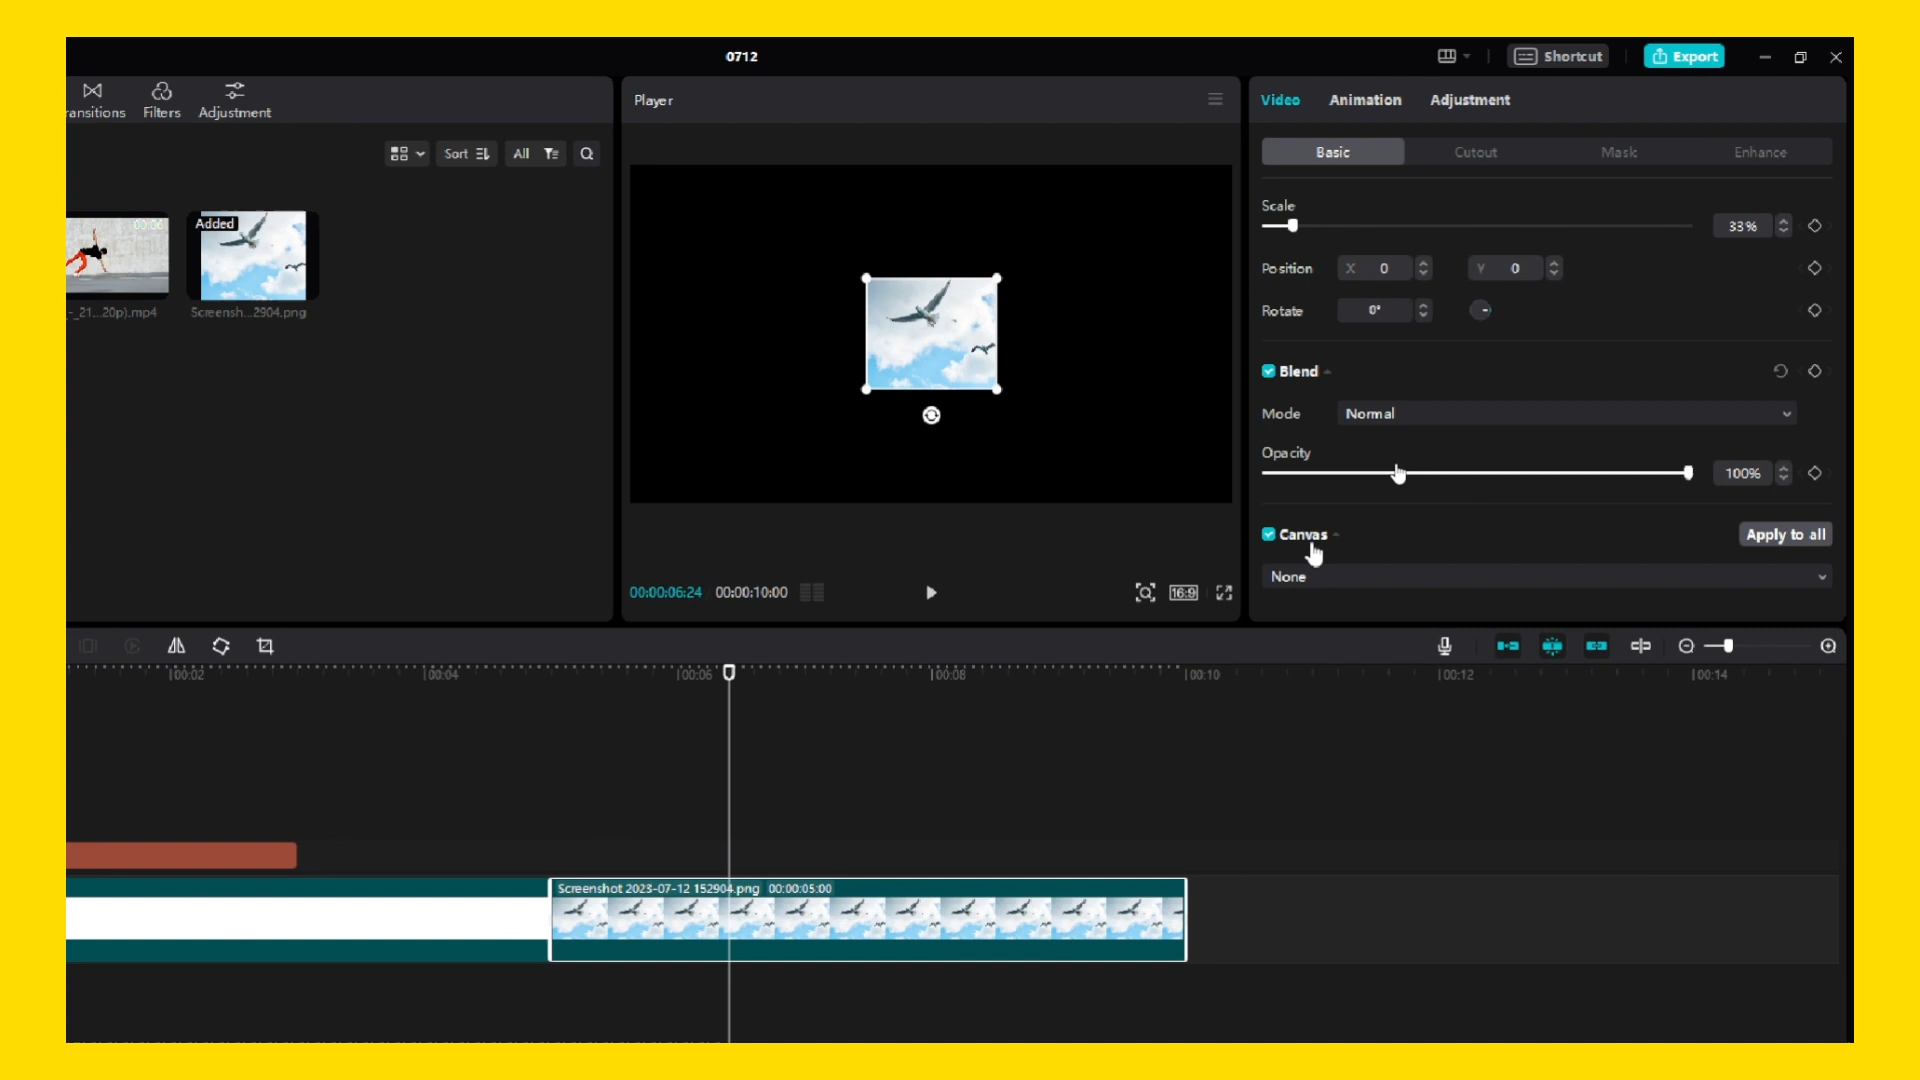 0712
Shortcut
Export
ansitions
Filters
Adjustment
Sort
All
00:06
Added
-_21...20p).mp4
Screensh...2904.png
Player
00:00:06:24 00:00:10:00
16:9
Video Animation Adjustment
Basic Cutout Mask Enhance
Scale
33%
Position X 0 Y 0
Rotate 0°
Blend
Mode Normal
Opacity
100%
Canvas Apply to all
None
00:02 00:04 00:06 00:08 00:10 00:12 00:14
Screenshot 2023-07-12 152904.png 00:00:05:00